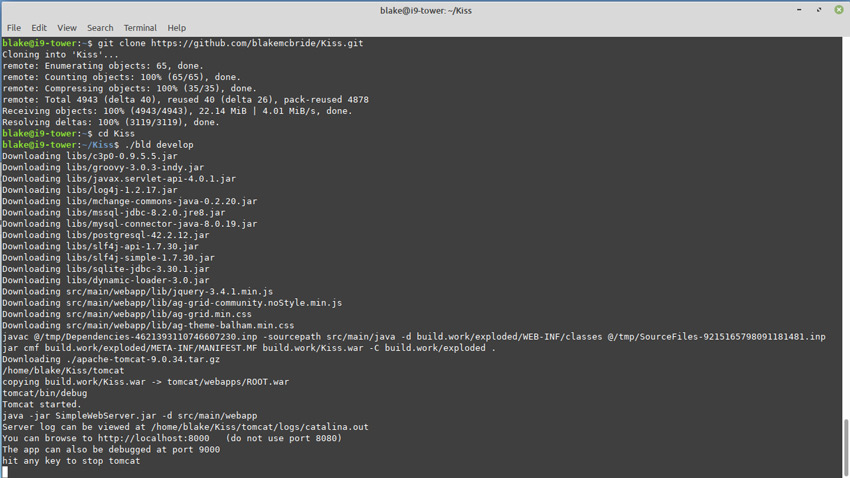 blake@i9-tower: ~/Kiss
File Edit View Search Terminal Help
blake@i9-tower:~$ git clone https://github.com/blakemcbride/Kiss.git
Cloning into 'Kiss'...
remote: Enumerating objects: 65, done.
remote: Counting objects: 100% (65/65), done.
remote: Compressing objects: 100% (35/35), done.
remote: Total 4943 (delta 40), reused 40 (delta 26), pack-reused 4878
Receiving objects: 100% (4943/4943), 22.14 MiB | 4.01 MiB/s, done.
Resolving deltas: 100% (3119/3119), done.
blake@i9-tower:~$ cd Kiss
blake@i9-tower:~/Kiss$ ./bld develop
Downloading libs/c3p0-0.9.5.5.jar
Downloading libs/groovy-3.0.3-indy.jar
Downloading libs/javax.servlet-api-4.0.1.jar
Downloading libs/log4j-1.2.17.jar
Downloading libs/mchange-commons-java-0.2.20.jar
Downloading libs/mssql-jdbc-8.2.0.jre8.jar
Downloading libs/mysql-connector-java-8.0.19.jar
Downloading libs/postgresql-42.2.12.jar
Downloading libs/slf4j-api-1.7.30.jar
Downloading libs/slf4j-simple-1.7.30.jar
Downloading libs/sqlite-jdbc-3.30.1.jar
Downloading libs/dynamic-loader-3.0.jar
Downloading src/main/webapp/lib/jquery-3.4.1.min.js
Downloading src/main/webapp/lib/ag-grid-community.noStyle.min.js
Downloading src/main/webapp/lib/ag-grid.min.css
Downloading src/main/webapp/lib/ag-theme-balham.min.css
javac @/tmp/Dependencies-4621393110746607230.inp -sourcepath src/main/java -d build.work/exploded/WEB-INF/classes @/tmp/SourceFiles-9215165798091181481.inp
jar cmf build.work/exploded/META-INF/MANIFEST.MF build.work/Kiss.war -C build.work/exploded .
Downloading ./apache-tomcat-9.0.34.tar.gz
/home/blake/Kiss/tomcat
copying build.work/Kiss.war -> tomcat/webapps/ROOT.war
tomcat/bin/debug
Tomcat started.
java -jar SimpleWebServer.jar -d src/main/webapp
Server log can be viewed at /home/blake/Kiss/tomcat/logs/catalina.out
You can browse to http://localhost:8000   (do not use port 8080)
The app can also be debugged at port 9000
hit any key to stop tomcat